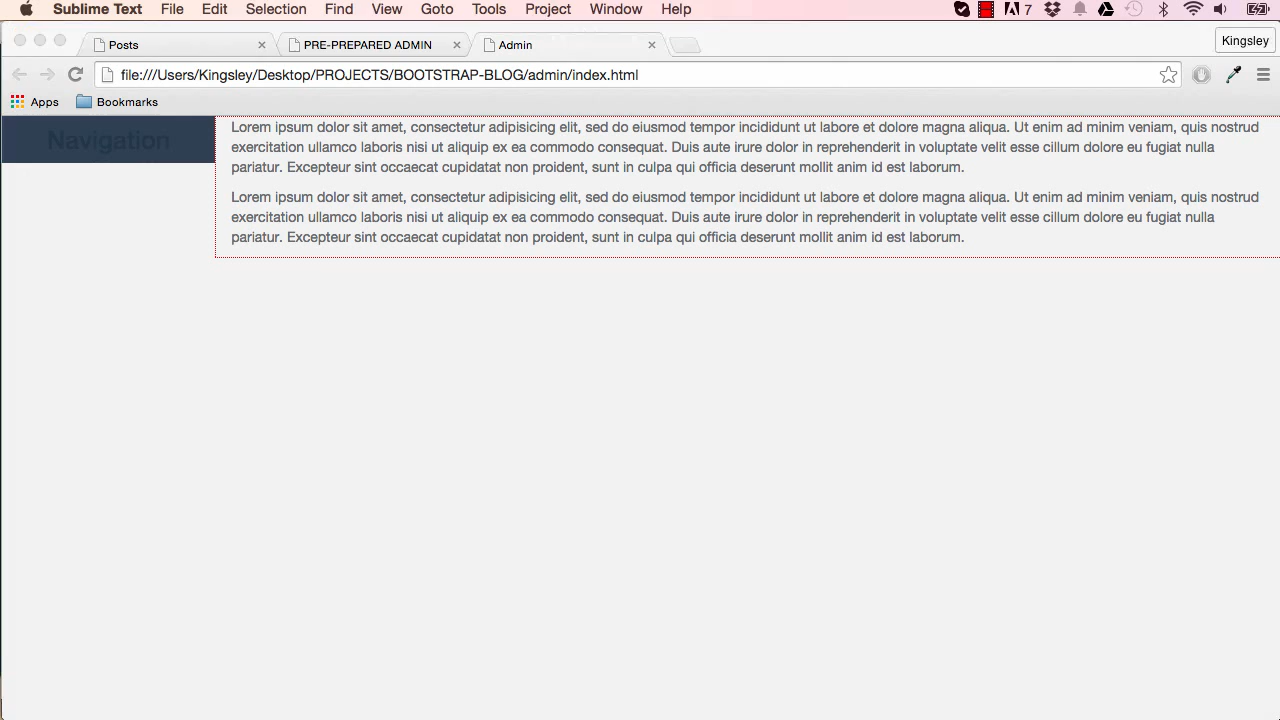 Sublime Text File Edit Selection Find View Goto Tools Project Window Help 7
Posts PRE-PREPARED ADMIN Admin Kingsley
file:///Users/Kingsley/Desktop/PROJECTS/BOOTSTRAP-BLOG/admin/index.html
Apps Bookmarks
Navigation
Lorem ipsum dolor sit amet, consectetur adipisicing elit, sed do eiusmod tempor incididunt ut labore et dolore magna aliqua. Ut enim ad minim veniam, quis nostrud
exercitation ullamco laboris nisi ut aliquip ex ea commodo consequat. Duis aute irure dolor in reprehenderit in voluptate velit esse cillum dolore eu fugiat nulla
pariatur. Excepteur sint occaecat cupidatat non proident, sunt in culpa qui officia deserunt mollit anim id est laborum.
Lorem ipsum dolor sit amet, consectetur adipisicing elit, sed do eiusmod tempor incididunt ut labore et dolore magna aliqua. Ut enim ad minim veniam, quis nostrud
exercitation ullamco laboris nisi ut aliquip ex ea commodo consequat. Duis aute irure dolor in reprehenderit in voluptate velit esse cillum dolore eu fugiat nulla
pariatur. Excepteur sint occaecat cupidatat non proident, sunt in culpa qui officia deserunt mollit anim id est laborum.